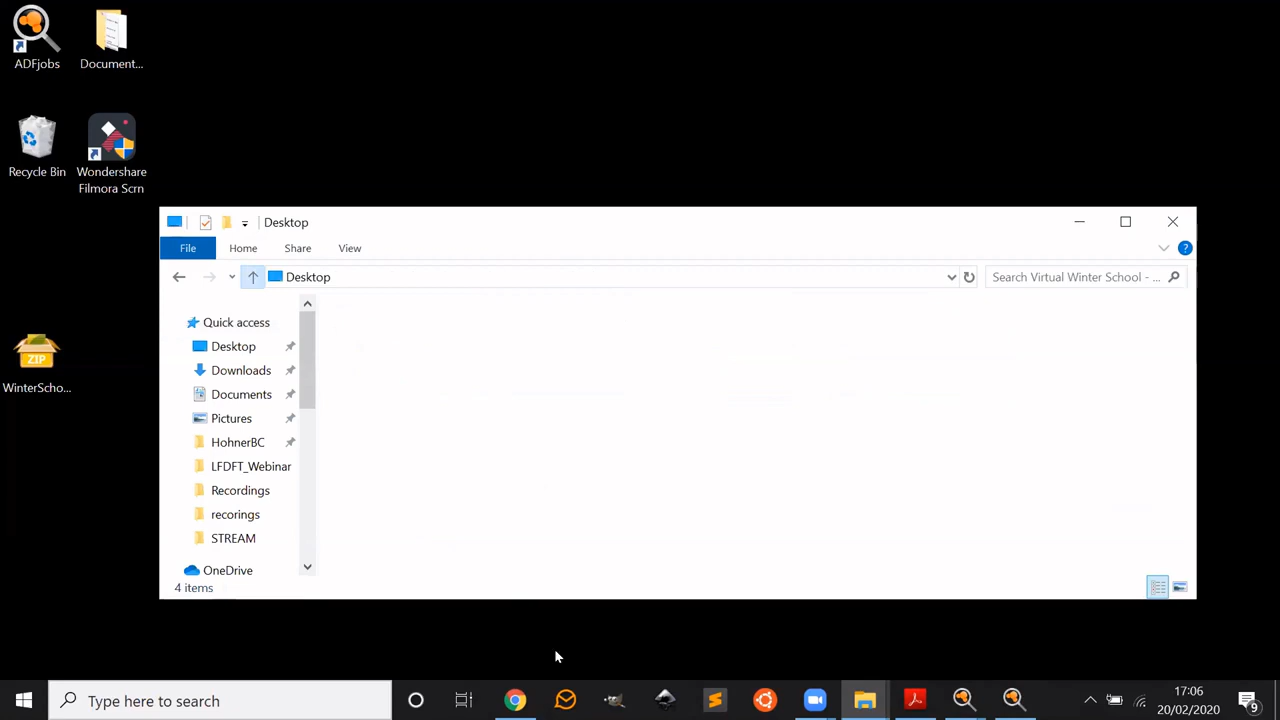 ADFjobs
Document...
Recycle Bin
Wondershare
Filmora Scrn
WinterScho...
ZIP
Desktop
File Home Share View
Desktop
Search Virtual Winter School - ...
Quick access
Desktop
Downloads
Documents
Pictures
HohnerBC
LFDFT_Webinar
Recordings
recorings
STREAM
OneDrive
4 items
Type here to search
17:06
20/02/2020
9